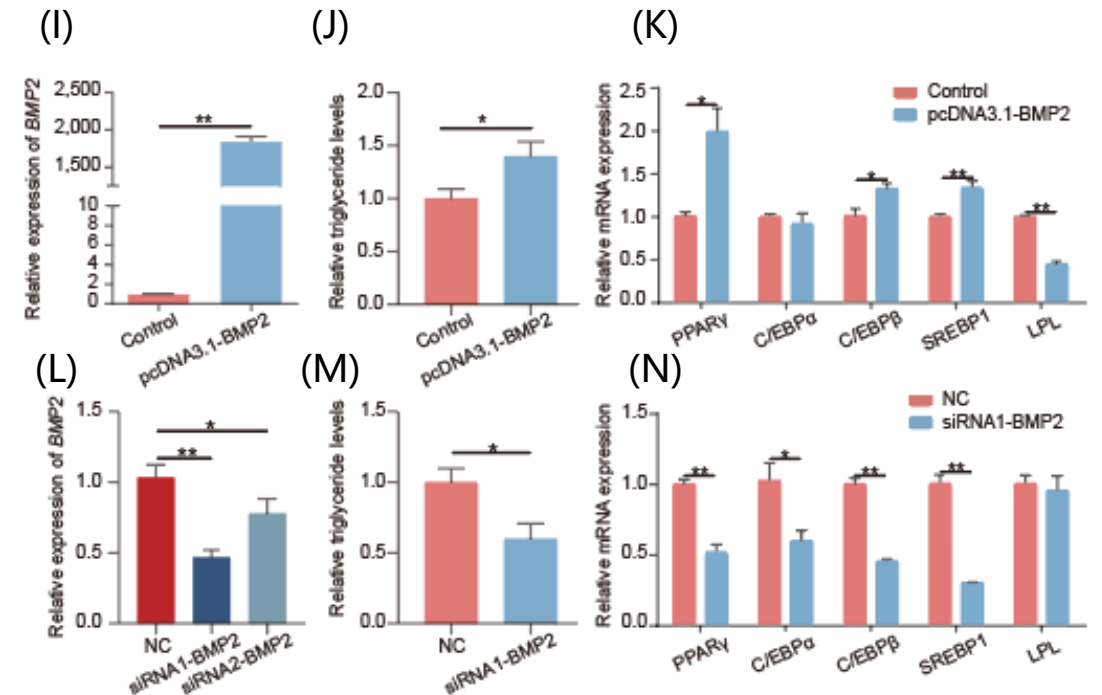 (I)
Relative expression of BMP2
2,500
2,000
1,500
10
8
6
4
2
0
**
Control
pcDNA3.1-BMP2
(J)
Relative triglyceride levels
2.0
1.5
1.0
0.5
0.0
*
Control
pcDNA3.1-BMP2
(K)
Relative mRNA expression
2.5
2.0
1.5
1.0
0.5
0.0
Control
pcDNA3.1-BMP2
*
*
**
**
PPARγ
C/EBPα
C/EBPβ
SREBP1
LPL
(L)
Relative expression of BMP2
1.5
1.0
0.5
0.0
*
**
NC
siRNA1-BMP2
siRNA2-BMP2
(M)
Relative triglyceride levels
1.5
1.0
0.5
0.0
*
NC
siRNA1-BMP2
(N)
Relative mRNA expression
1.5
1.0
0.5
0.0
NC
siRNA1-BMP2
**
*
**
**
PPARγ
C/EBPα
C/EBPβ
SREBP1
LPL